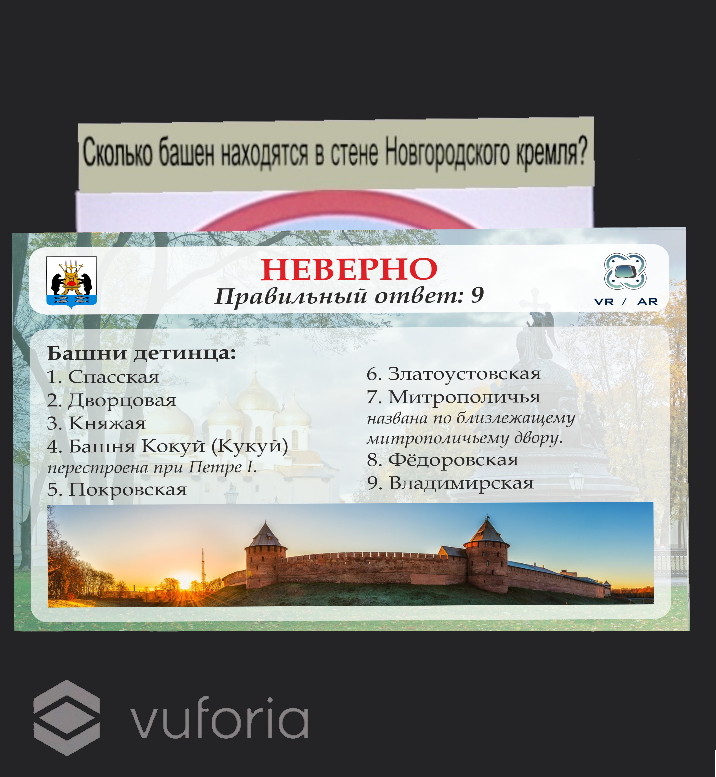 Сколько башен находятся в стене Новгородского кремля?
НЕВЕРНО
Правильный ответ: 9
VR / AR
Башни детинца:
1. Спасская
2. Дворцовая
3. Княжая
4. Башня Кокуй (Кукуй)
перестроена при Петре I.
5. Покровская
6. Златоустовская
7. Митрополичья
названа по близлежащему
митрополичьему двору.
8. Фёдоровская
9. Владимирская
vuforia